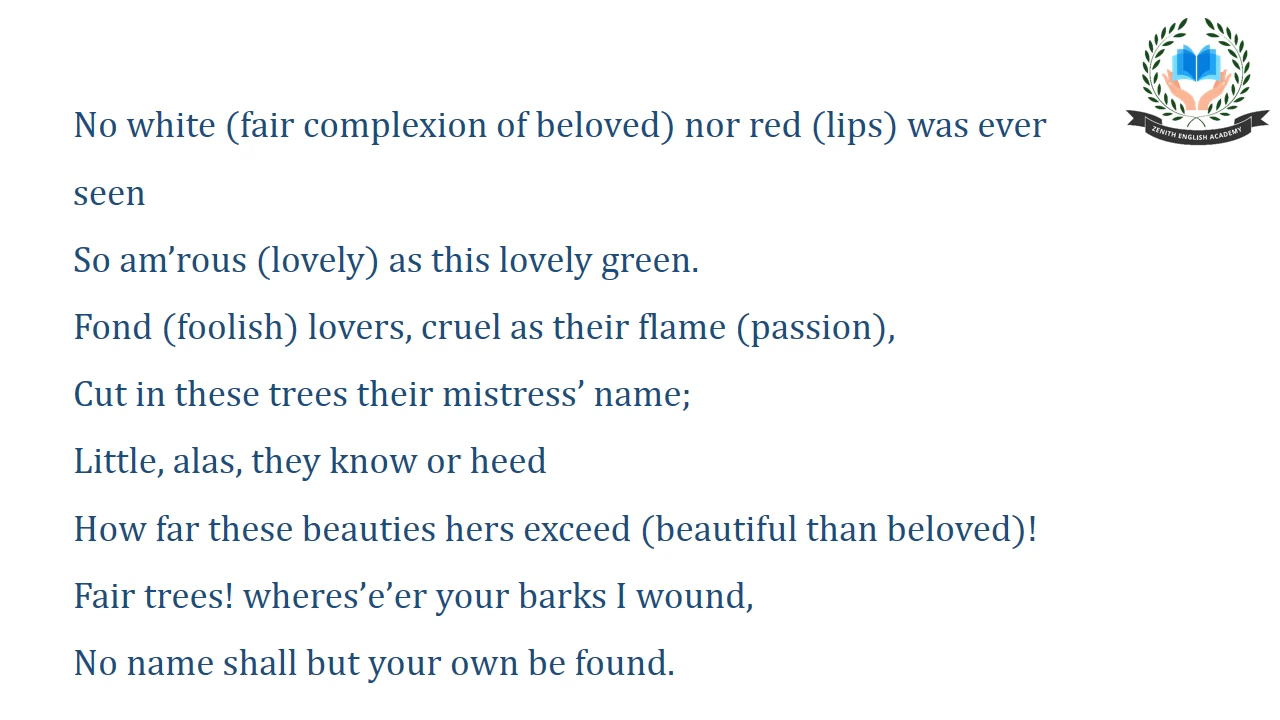 ZENITH ENGLISH ACADEMY
No white (fair complexion of beloved) nor red (lips) was ever
seen
So am’rous (lovely) as this lovely green.
Fond (foolish) lovers, cruel as their flame (passion),
Cut in these trees their mistress’ name;
Little, alas, they know or heed
How far these beauties hers exceed (beautiful than beloved)!
Fair trees! wheres’e’er your barks I wound,
No name shall but your own be found.